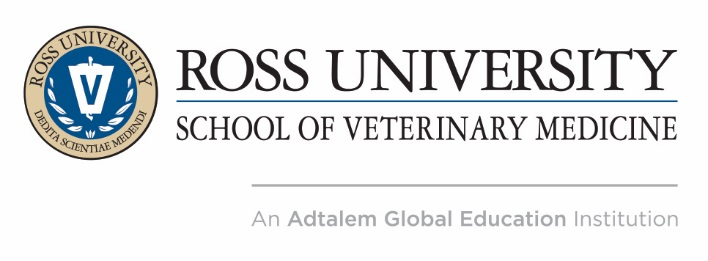 ROSS UNIVERSITY
DEDITA SCIENTIAE MEDENDI
V
ROSS UNIVERSITY
SCHOOL OF VETERINARY MEDICINE
An Adtalem Global Education Institution